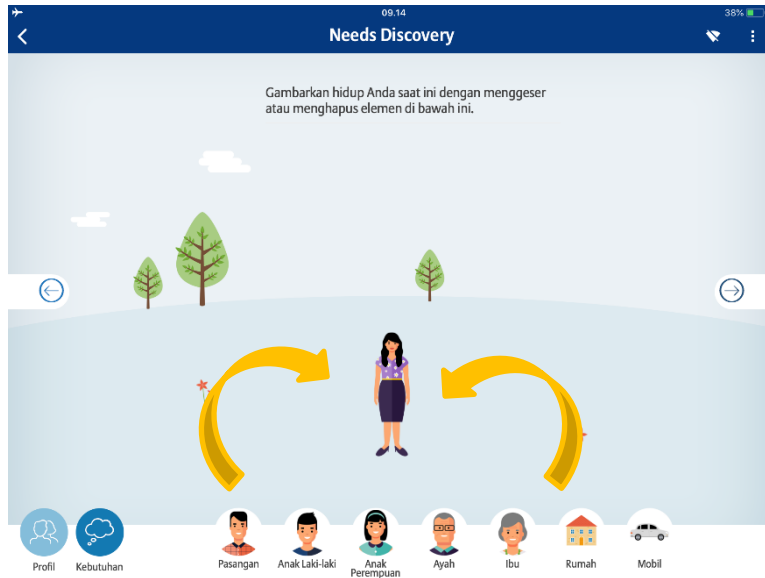 09.14
38%
Needs Discovery
Gambarkan hidup Anda saat ini dengan menggeser
atau menghapus elemen di bawah ini.
Profil
Kebutuhan
Pasangan
Anak Laki-laki
Anak
Perempuan
Ayah
Ibu
Rumah
Mobil